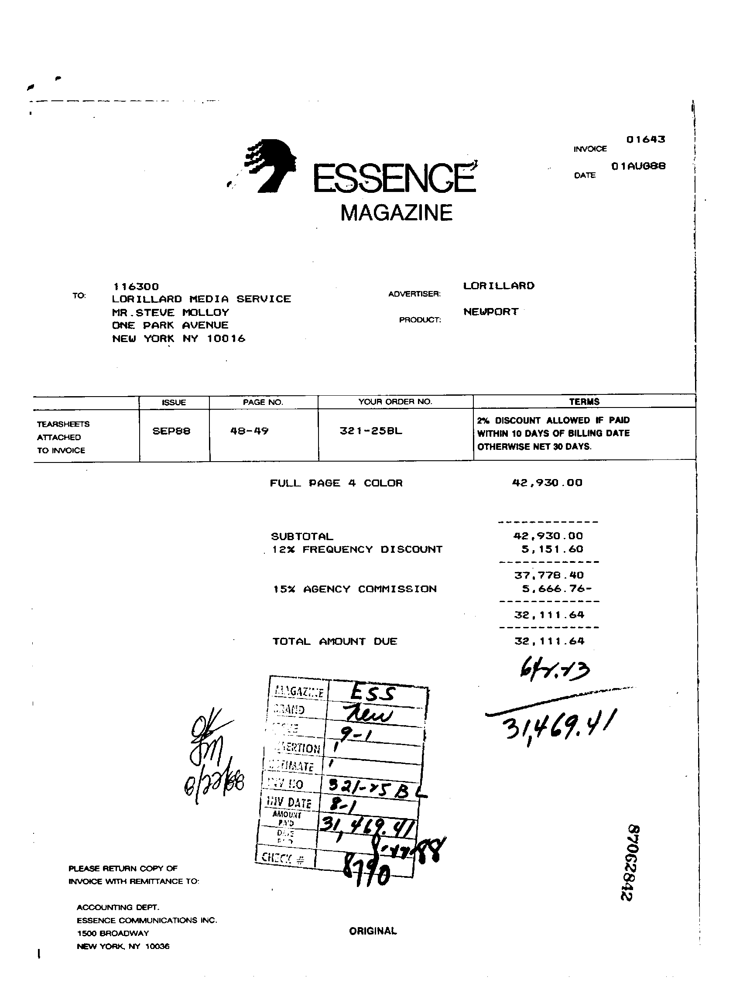 INVOICE 01643
DATE 01AUG88
ESSENCE
MAGAZINE
TO: 116300
LORILLARD MEDIA SERVICE
MR.STEVE MOLLOY
ONE PARK AVENUE
NEW YORK NY 10016
ADVERTISER: LORILLARD
PRODUCT: NEWPORT
ISSUE PAGE NO. YOUR ORDER NO. TERMS
TEARSHEETS
ATTACHED
TO INVOICE
SEP88 48-49 321-25BL
2% DISCOUNT ALLOWED IF PAID
WITHIN 10 DAYS OF BILLING DATE
OTHERWISE NET 30 DAYS.
FULL PAGE 4 COLOR 42,930.00
SUBTOTAL 42,930.00
12% FREQUENCY DISCOUNT 5,151.60
37,778.40
15% AGENCY COMMISSION 5,666.76-
32,111.64
TOTAL AMOUNT DUE 32,111.64
642.23
31,469.41
MAGAZINE ESS
BRAND New
9-1
INSERTION 1
ESTIMATE 1
INV NO 321-25BL
INV DATE 8-1
AMOUNT
PAID 31,469.41
DATE
CHECK # 8790
OK
8/22/88
87062842
PLEASE RETURN COPY OF
INVOICE WITH REMITTANCE TO:
ACCOUNTING DEPT.
ESSENCE COMMUNICATIONS INC.
1500 BROADWAY
NEW YORK, NY 10036
ORIGINAL